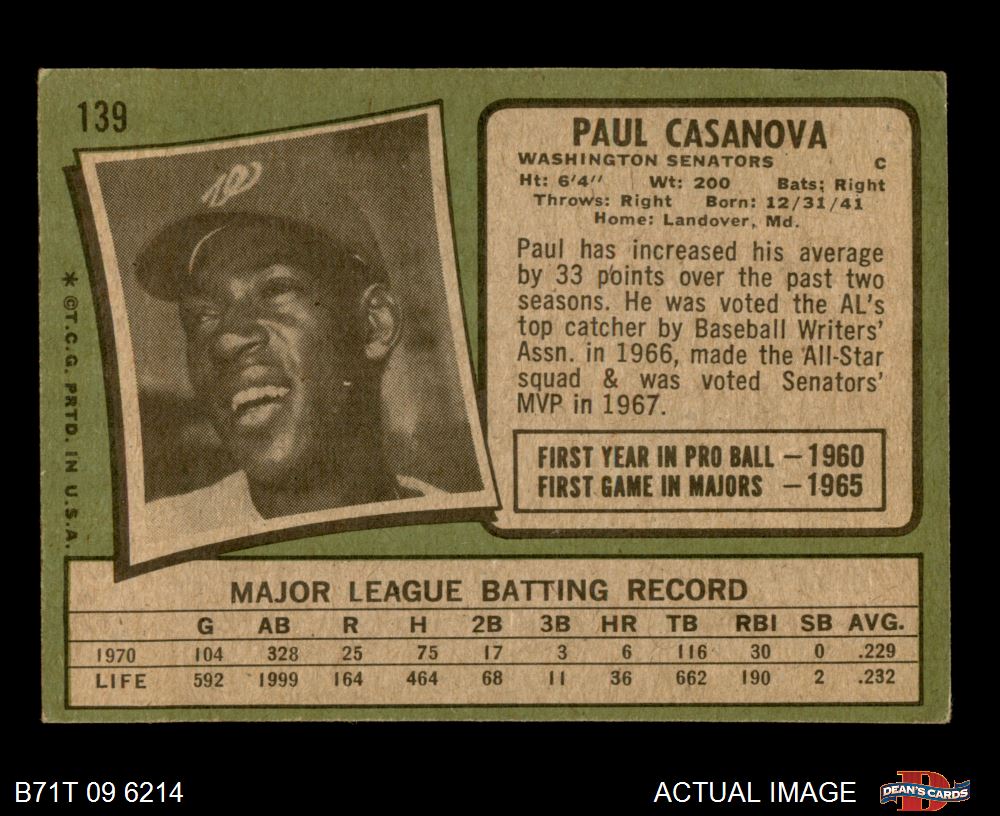 139
PAUL CASANOVA
WASHINGTON SENATORS C
Ht: 6'4" Wt: 200 Bats: Right
Throws: Right Born: 12/31/41
Home: Landover, Md.
Paul has increased his average
by 33 points over the past two
seasons. He was voted the AL's
top catcher by Baseball Writers'
Assn. in 1966, made the All-Star
squad & was voted Senators'
MVP in 1967.
FIRST YEAR IN PRO BALL — 1960
FIRST GAME IN MAJORS — 1965
W
* ©T.C.G. PRTD. IN U.S.A.
MAJOR LEAGUE BATTING RECORD
G AB R H 2B 3B HR TB RBI SB AVG.
1970 104 328 25 75 17 3 6 116 30 0 .229
LIFE 592 1999 164 464 68 11 36 662 190 2 .232
B71T 09 6214
ACTUAL IMAGE
D
DEAN'S CARDS